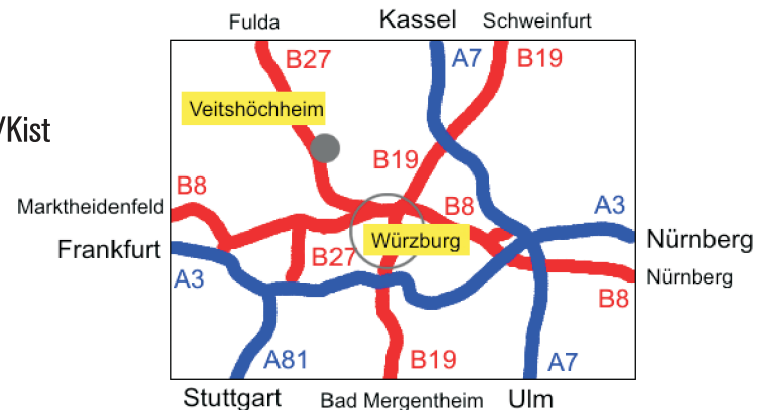 Fulda
Kassel
Schweinfurt
B27
A7
B19
Veitshöchheim
/Kist
B19
B8
B8
A3
Marktheidenfeld
Würzburg
Nürnberg
Frankfurt
B27
A3
Nürnberg
B8
A81
B19
A7
Stuttgart
Bad Mergentheim
Ulm